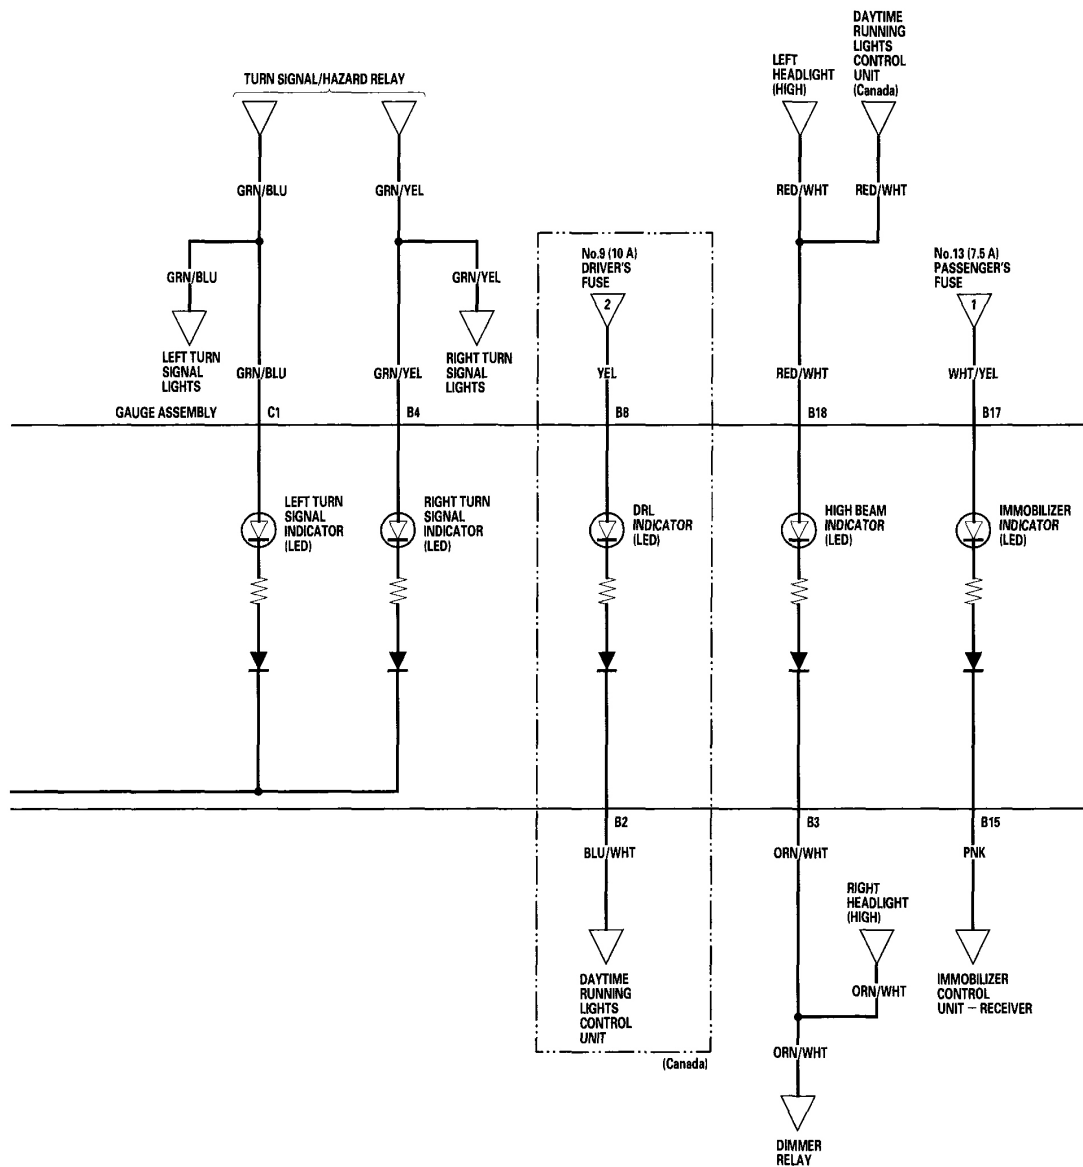 DAYTIME
RUNNING
LIGHTS
CONTROL
UNIT
(Canada)
LEFT
HEADLIGHT
(HIGH)
TURN SIGNAL/HAZARD RELAY
GRN/BLU
GRN/YEL
RED/WHT
RED/WHT
GRN/BLU
GRN/YEL
No.9 (10 A)
DRIVER'S
FUSE
2
No.13 (7.5 A)
PASSENGER'S
FUSE
1
LEFT TURN
SIGNAL
LIGHTS
RIGHT TURN
SIGNAL
LIGHTS
GRN/BLU
GRN/YEL
YEL
RED/WHT
WHT/YEL
GAUGE ASSEMBLY
C1
B4
B8
B18
B17
LEFT TURN
SIGNAL
INDICATOR
(LED)
RIGHT TURN
SIGNAL
INDICATOR
(LED)
DRL
INDICATOR
(LED)
HIGH BEAM
INDICATOR
(LED)
IMMOBILIZER
INDICATOR
(LED)
B2
B3
B15
BLU/WHT
ORN/WHT
PNK
RIGHT
HEADLIGHT
(HIGH)
DAYTIME
RUNNING
LIGHTS
CONTROL
UNIT
ORN/WHT
IMMOBILIZER
CONTROL
UNIT – RECEIVER
ORN/WHT
(Canada)
DIMMER
RELAY